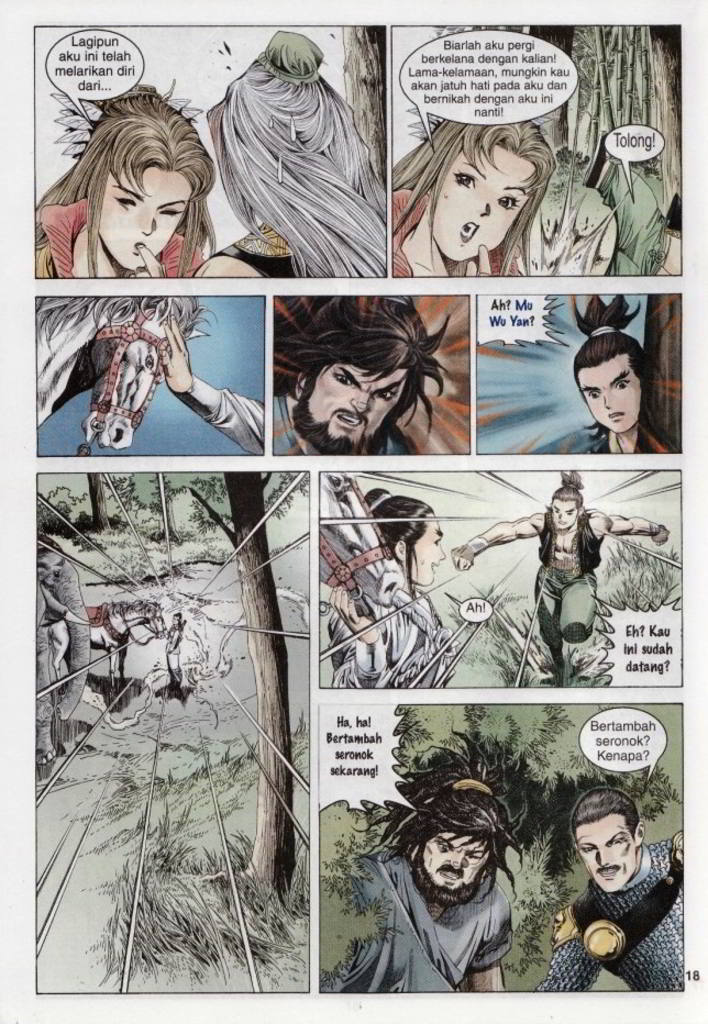 Lagipun
aku ini telah
melarikan diri
dari...
Biarlah aku pergi
berkelana dengan kalian!
Lama-kelamaan, mungkin kau
akan jatuh hati pada aku dan
bernikah dengan aku ini
nanti!
Tolong!
Ah? Mu
Wu Yan?
Ah!
Eh? Kau
ini sudah
datang?
Ha, ha!
Bertambah
seronok
sekarang!
Bertambah
seronok?
Kenapa?
18